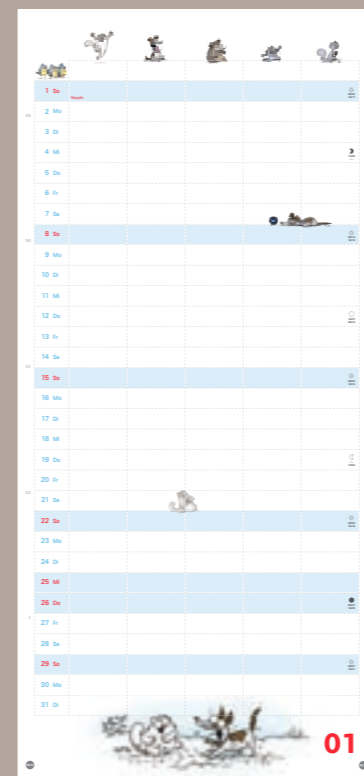 1 So
Neujahr
2 Mo
3 Di
4 Mi
5 Do
6 Fr
7 Sa
8 So
9 Mo
10 Di
11 Mi
12 Do
13 Fr
14 Sa
15 So
16 Mo
17 Di
18 Mi
19 Do
20 Fr
21 Sa
22 So
23 Mo
24 Di
25 Mi
26 Do
27 Fr
28 Sa
29 So
30 Mo
31 Di
01